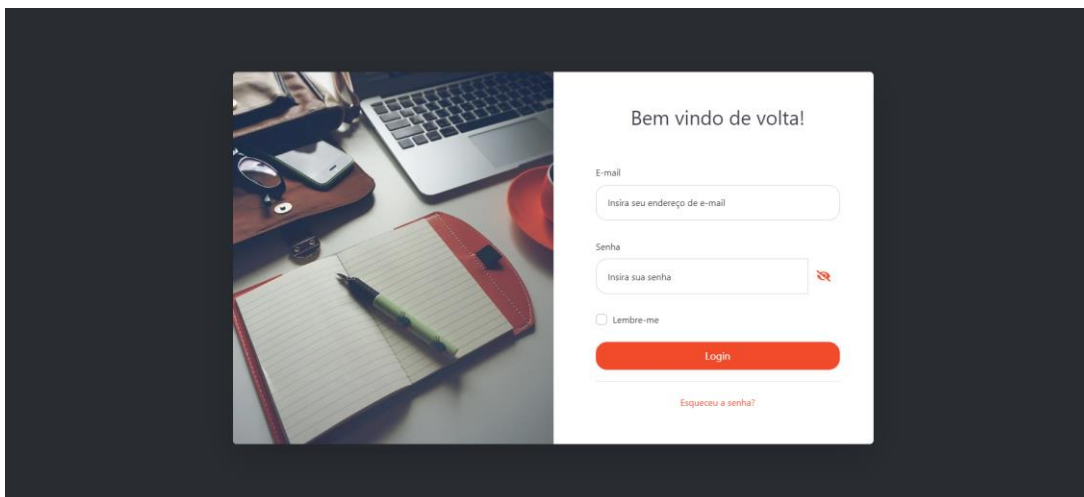 Bem vindo de volta!
E-mail
Insira seu endereço de e-mail
Senha
Insira sua senha
Lembre-me
Login
Esqueceu a senha?